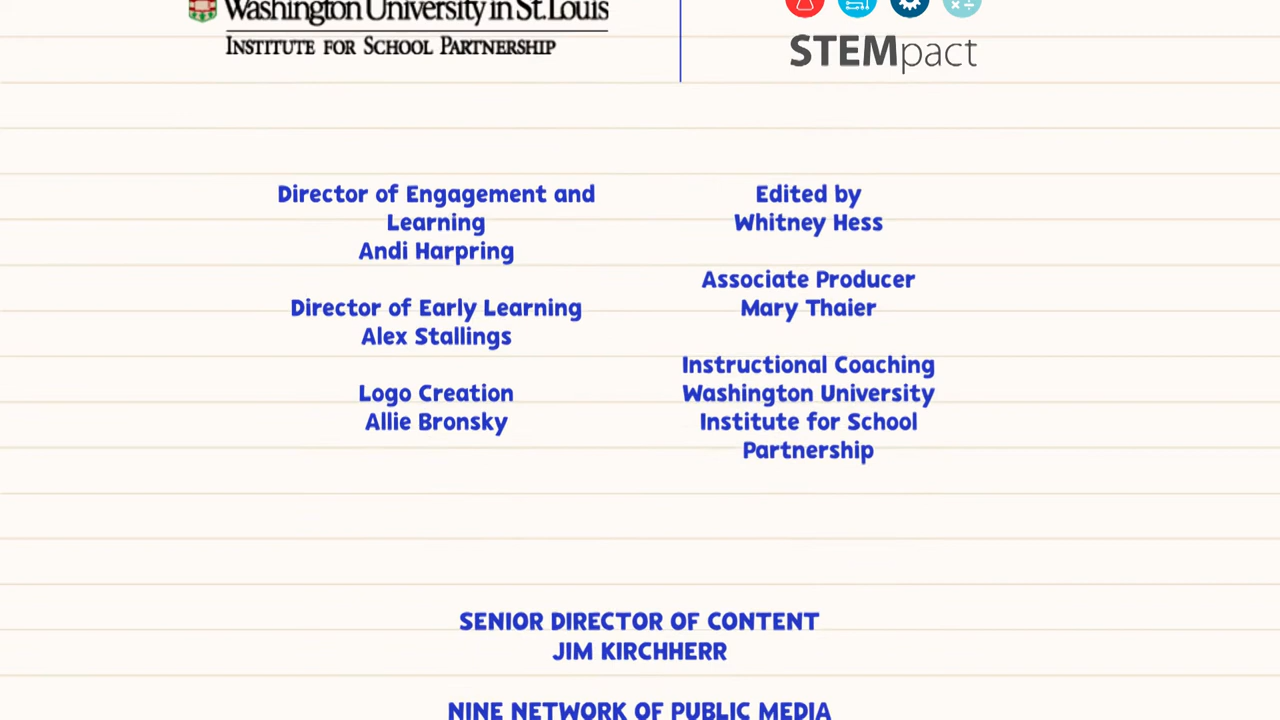 Washington University in St. Louis
INSTITUTE FOR SCHOOL PARTNERSHIP
STEMpact
Director of Engagement and
Learning
Andi Harpring
Director of Early Learning
Alex Stallings
Logo Creation
Allie Bronsky
Edited by
Whitney Hess
Associate Producer
Mary Thaier
Instructional Coaching
Washington University
Institute for School
Partnership
SENIOR DIRECTOR OF CONTENT
JIM KIRCHHERR
NINE NETWORK OF PUBLIC MEDIA